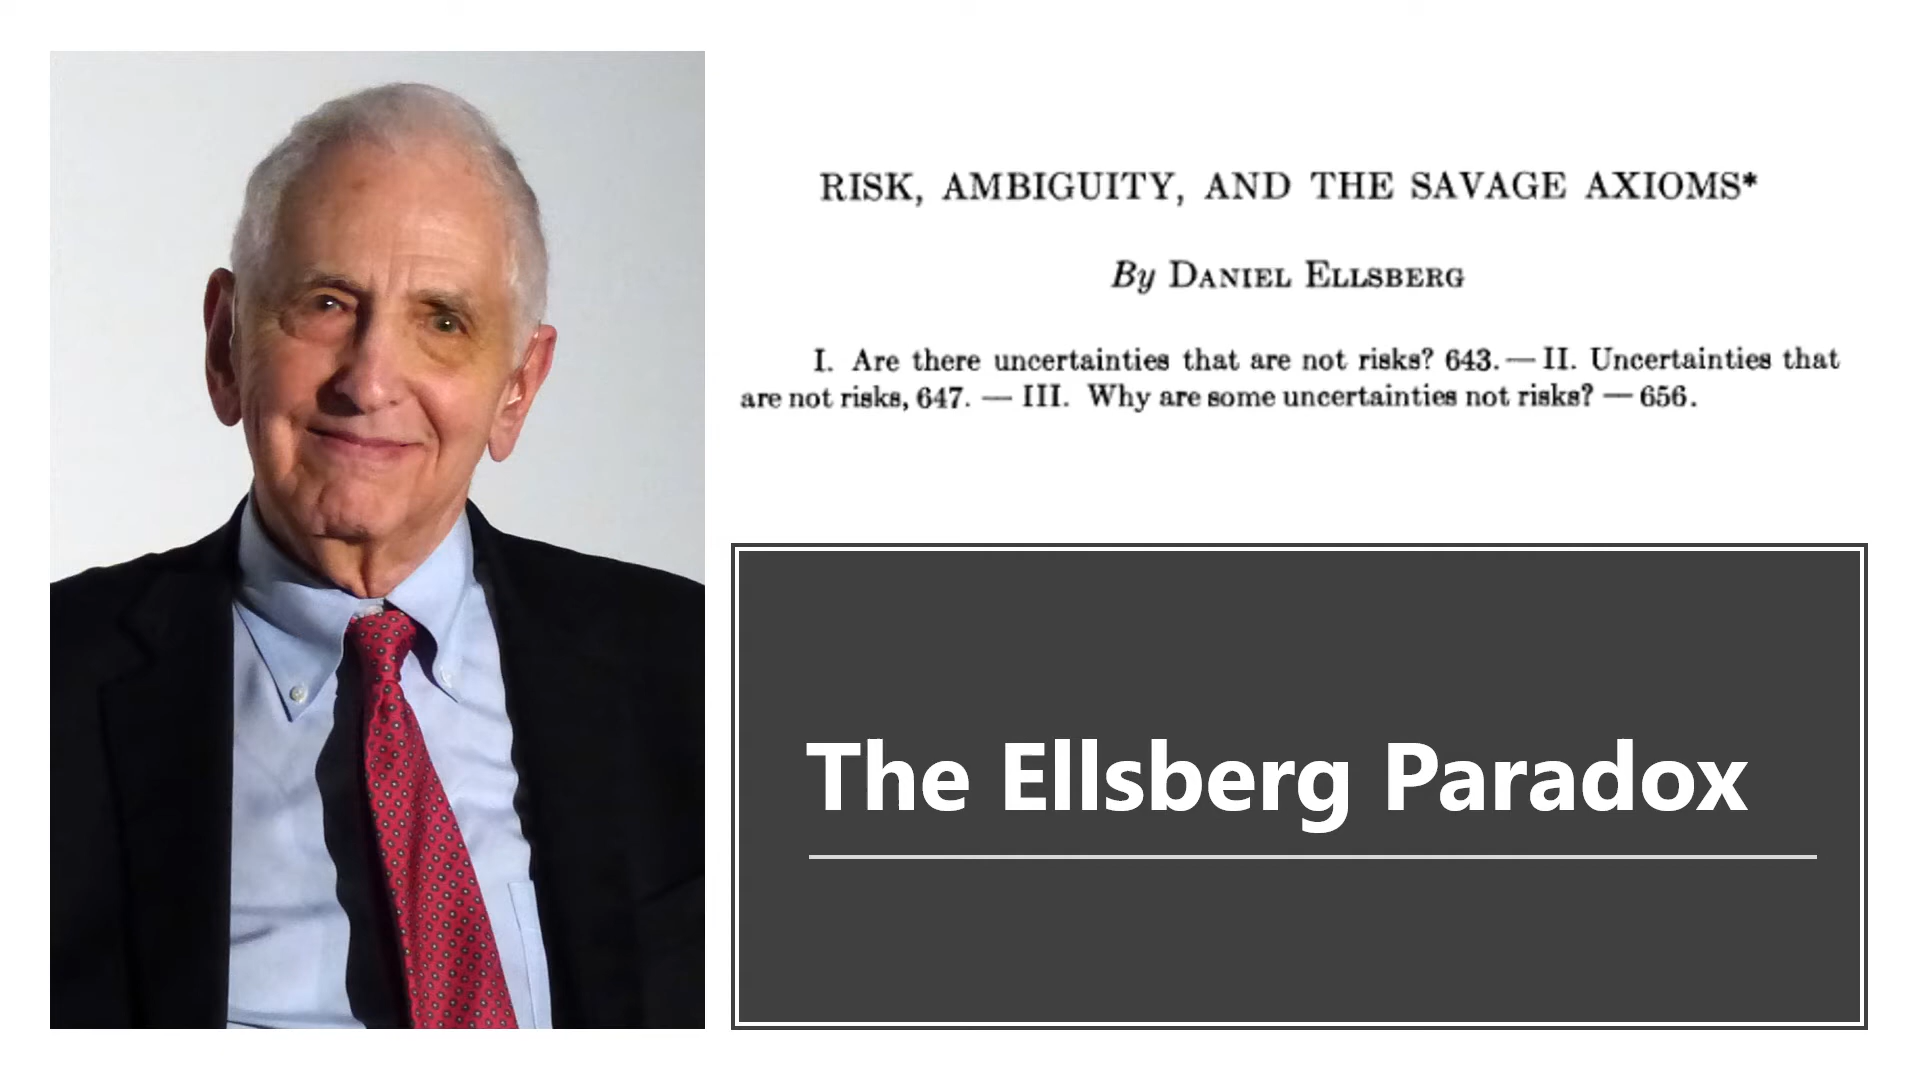 RISK, AMBIGUITY, AND THE SAVAGE AXIOMS*
By DANIEL ELLSBERG
I. Are there uncertainties that are not risks? 643. — II. Uncertainties that
are not risks, 647. — III. Why are some uncertainties not risks? — 656.
The Ellsberg Paradox